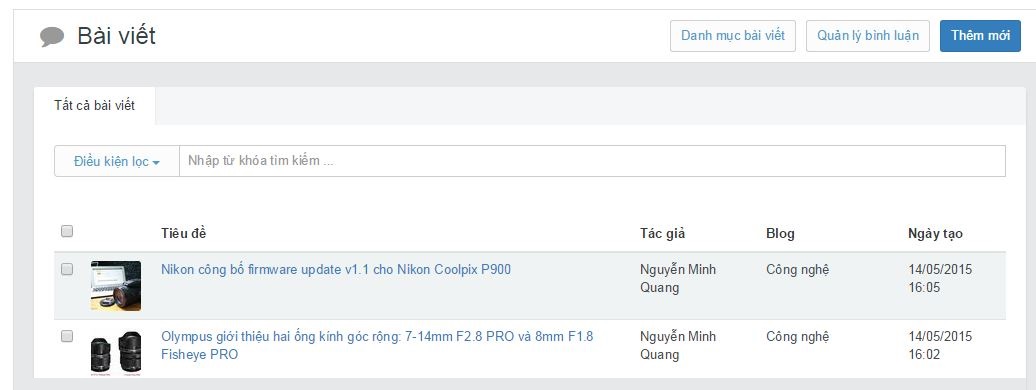 Bài viết
Danh mục bài viết
Quản lý bình luận
Thêm mới
Tất cả bài viết
Điều kiện lọc
Nhập từ khóa tìm kiếm ...
Tiêu đề
Tác giả
Blog
Ngày tạo
Nikon công bố firmware update v1.1 cho Nikon Coolpix P900
Nguyễn Minh
Quang
Công nghệ
14/05/2015
16:05
Olympus giới thiệu hai ống kính góc rộng: 7-14mm F2.8 PRO và 8mm F1.8
Fisheye PRO
Nguyễn Minh
Quang
Công nghệ
14/05/2015
16:02